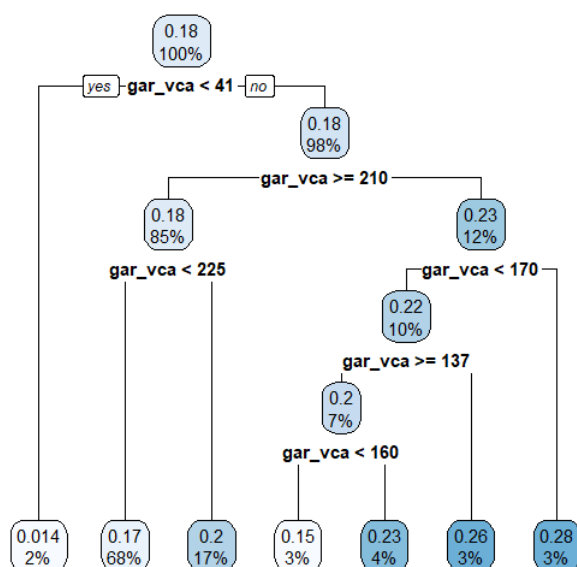 0.18
100%
yes gar_vca < 41 no
0.18
98%
gar_vca >= 210
0.18
85%
0.23
12%
gar_vca < 225
gar_vca < 170
0.22
10%
gar_vca >= 137
0.2
7%
gar_vca < 160
0.014 0.17 0.2 0.15 0.23 0.26 0.28
2% 68% 17% 3% 4% 3% 3%